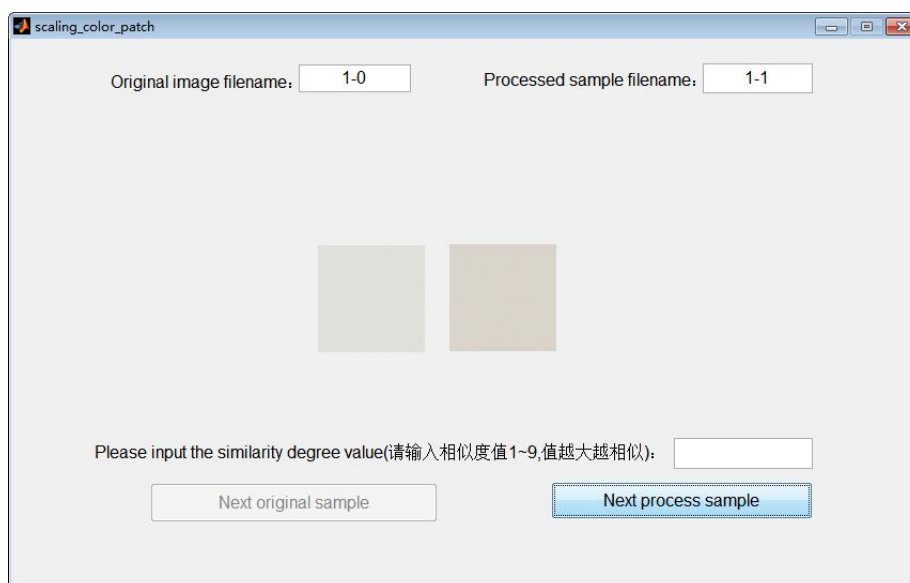 scaling_color_patch
Original image filename： 1-0 Processed sample filename： 1-1
Please input the similarity degree value(请输入相似度值1~9,值越大越相似)：
Next original sample Next process sample